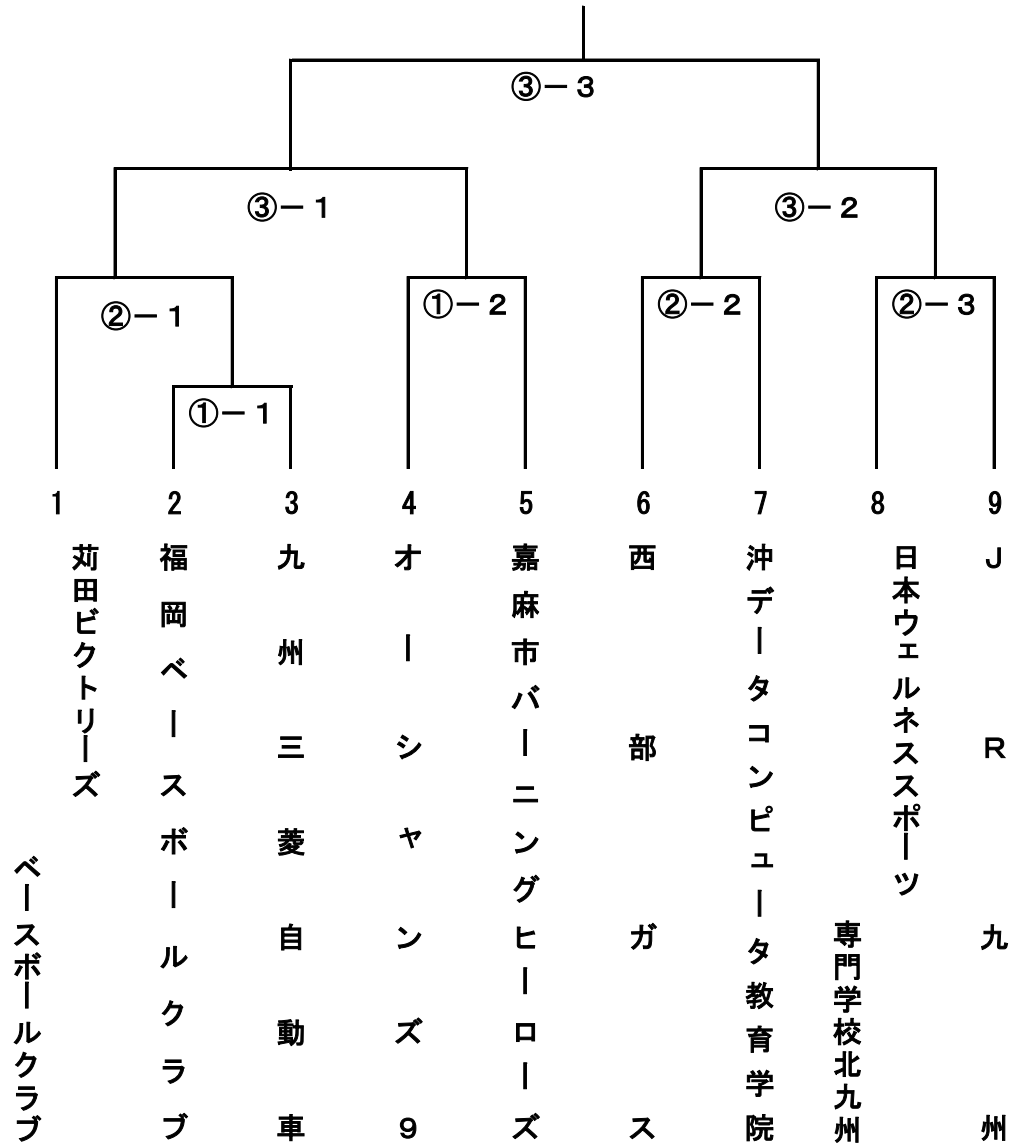 ③－３
③－１
③－２
②－１
①－２
②－２
②－３
①－１
1
2
3
4
5
6
7
8
9
苅田ビクトリーズ
ベースボールクラブ
福岡ベースボールクラブ
九州三菱自動車
オーシャンズ９
嘉麻市バーニングヒーローズ
西部ガス
沖データコンピュータ教育学院
日本ウェルネススポーツ
専門学校北九州
ＪＲ九州